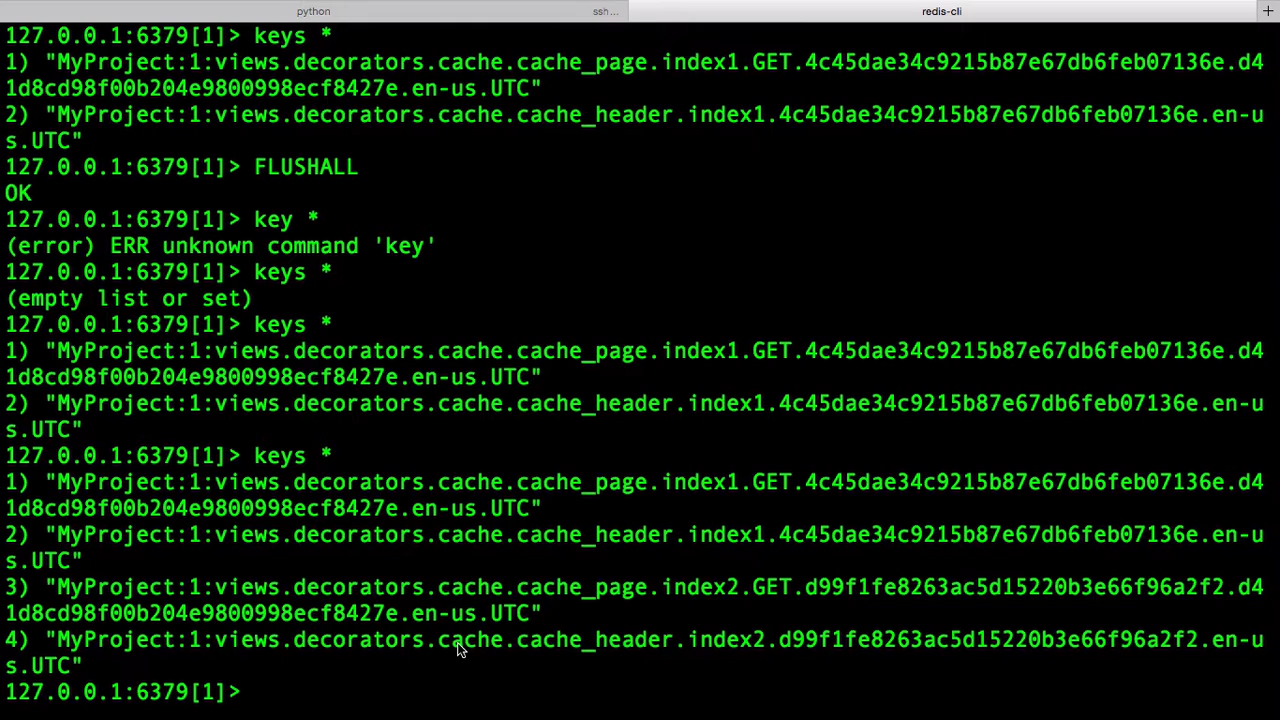 python ssh... redis-cli +
127.0.0.1:6379[1]> keys *
1) "MyProject:1:views.decorators.cache.cache_page.index1.GET.4c45dae34c9215b87e67db6feb07136e.d4
1d8cd98f00b204e9800998ecf8427e.en-us.UTC"
2) "MyProject:1:views.decorators.cache.cache_header.index1.4c45dae34c9215b87e67db6feb07136e.en-u
s.UTC"
127.0.0.1:6379[1]> FLUSHALL
OK
127.0.0.1:6379[1]> key *
(error) ERR unknown command 'key'
127.0.0.1:6379[1]> keys *
(empty list or set)
127.0.0.1:6379[1]> keys *
1) "MyProject:1:views.decorators.cache.cache_page.index1.GET.4c45dae34c9215b87e67db6feb07136e.d4
1d8cd98f00b204e9800998ecf8427e.en-us.UTC"
2) "MyProject:1:views.decorators.cache.cache_header.index1.4c45dae34c9215b87e67db6feb07136e.en-u
s.UTC"
127.0.0.1:6379[1]> keys *
1) "MyProject:1:views.decorators.cache.cache_page.index1.GET.4c45dae34c9215b87e67db6feb07136e.d4
1d8cd98f00b204e9800998ecf8427e.en-us.UTC"
2) "MyProject:1:views.decorators.cache.cache_header.index1.4c45dae34c9215b87e67db6feb07136e.en-u
s.UTC"
3) "MyProject:1:views.decorators.cache.cache_page.index2.GET.d99f1fe8263ac5d15220b3e66f96a2f2.d4
1d8cd98f00b204e9800998ecf8427e.en-us.UTC"
4) "MyProject:1:views.decorators.cache.cache_header.index2.d99f1fe8263ac5d15220b3e66f96a2f2.en-u
s.UTC"
127.0.0.1:6379[1]>